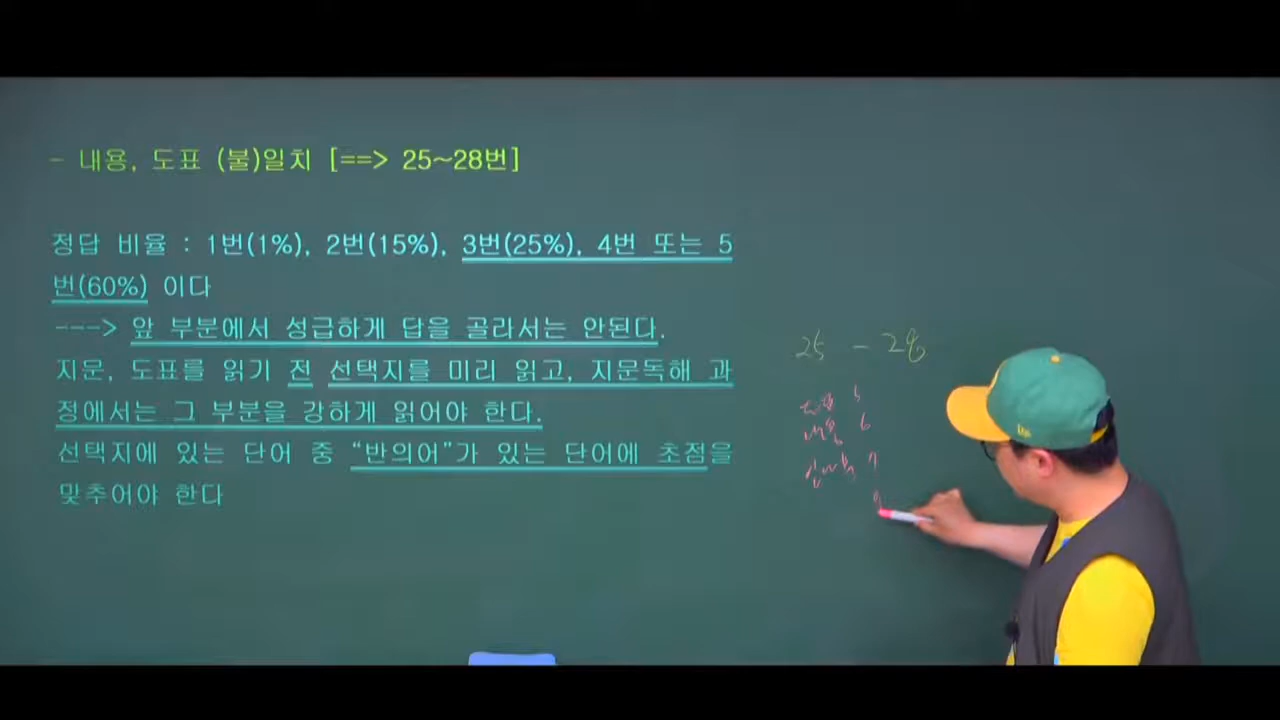 - 내용, 도표 (불)일치 [==> 25~28번]
정답 비율 : 1번(1%), 2번(15%), 3번(25%), 4번 또는 5
번(60%) 이다
---> 앞 부분에서 성급하게 답을 골라서는 안된다.
지문, 도표를 읽기 전 선택지를 미리 읽고, 지문독해 과
정에서는 그 부분을 강하게 읽어야 한다.
선택지에 있는 단어 중 “반의어”가 있는 단어에 초점을
맞추어야 한다
25 - 28
5
6
7